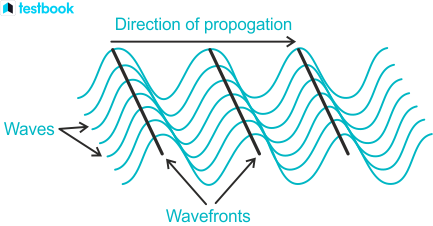 testbook
Direction of propogation
Waves
Wavefronts